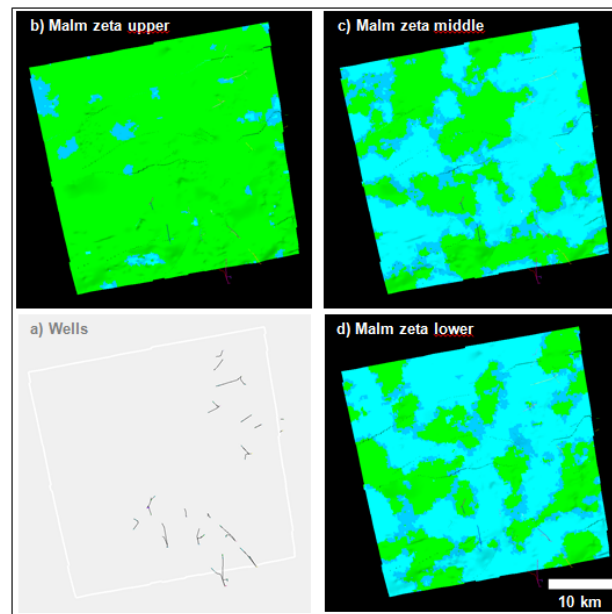 b) Malm zeta upper
c) Malm zeta middle
a) Wells
d) Malm zeta lower
10 km